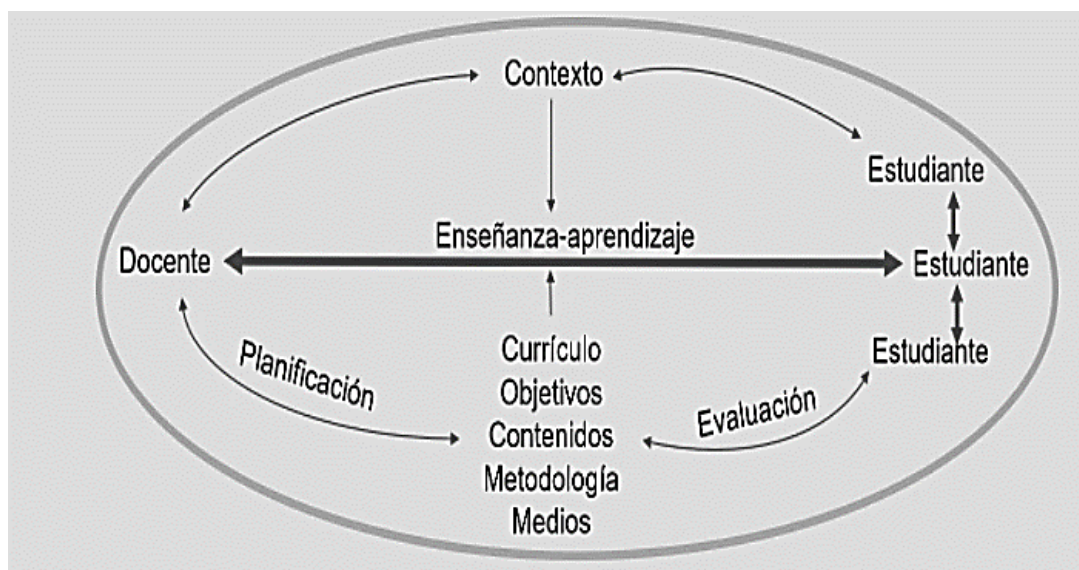 Contexto
Estudiante
Enseñanza-aprendizaje
Docente
Estudiante
Currículo
Estudiante
Planificación
Objetivos
Evaluación
Contenidos
Metodología
Medios